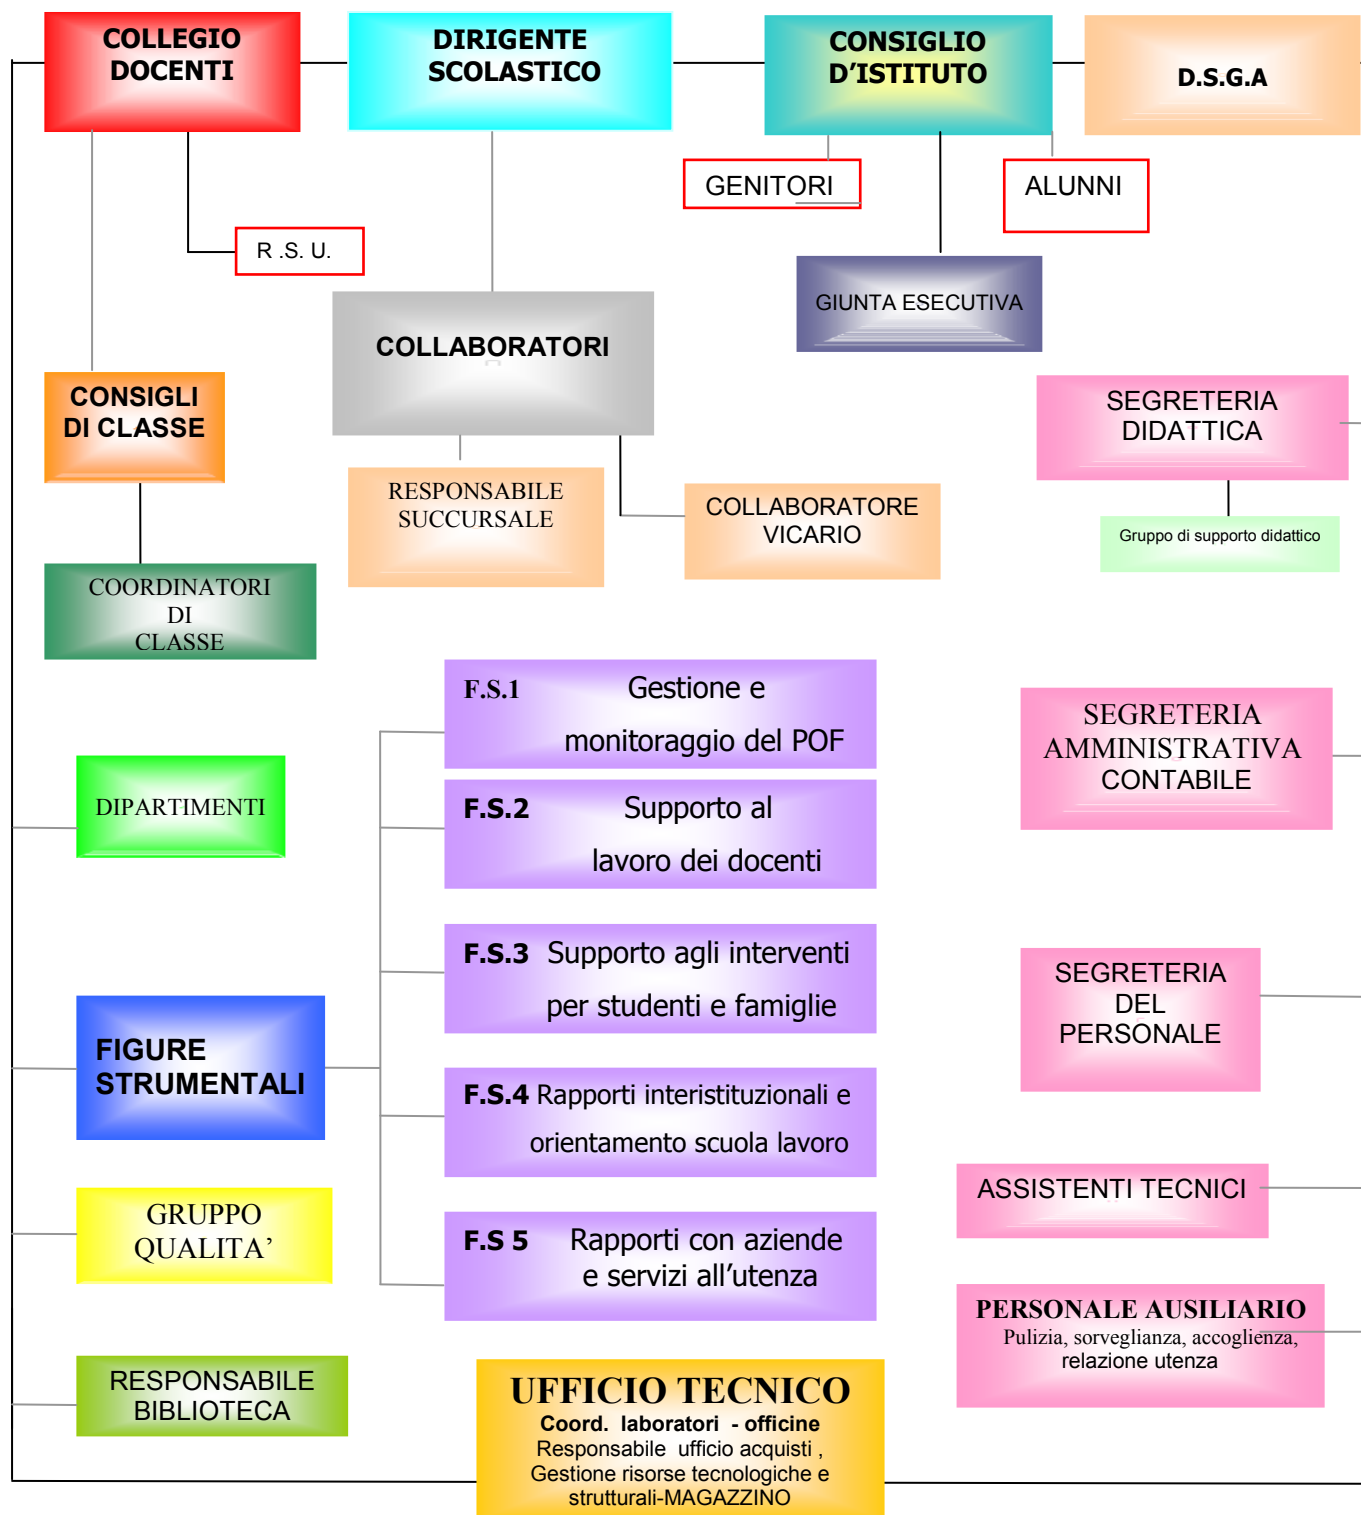 COLLEGIO
DOCENTI
DIRIGENTE
SCOLASTICO
CONSIGLIO
D'ISTITUTO
D.S.G.A
GENITORI
ALUNNI
R .S. U.
GIUNTA ESECUTIVA
COLLABORATORI
CONSIGLI
DI CLASSE
SEGRETERIA
DIDATTICA
RESPONSABILE
SUCCURSALE
COLLABORATORE
VICARIO
Gruppo di supporto didattico
COORDINATORI
DI
CLASSE
F.S.1 Gestione e
monitoraggio del POF
SEGRETERIA
AMMINISTRATIVA
CONTABILE
DIPARTIMENTI
F.S.2 Supporto al
lavoro dei docenti
F.S.3 Supporto agli interventi
per studenti e famiglie
SEGRETERIA
DEL
PERSONALE
FIGURE
STRUMENTALI
F.S.4 Rapporti interistituzionali e
orientamento scuola lavoro
ASSISTENTI TECNICI
GRUPPO
QUALITA'
F.S 5 Rapporti con aziende
e servizi all'utenza
PERSONALE AUSILIARIO
Pulizia, sorveglianza, accoglienza,
relazione utenza
RESPONSABILE
BIBLIOTECA
UFFICIO TECNICO
Coord. laboratori - officine
Responsabile ufficio acquisti ,
Gestione risorse tecnologiche e
strutturali-MAGAZZINO